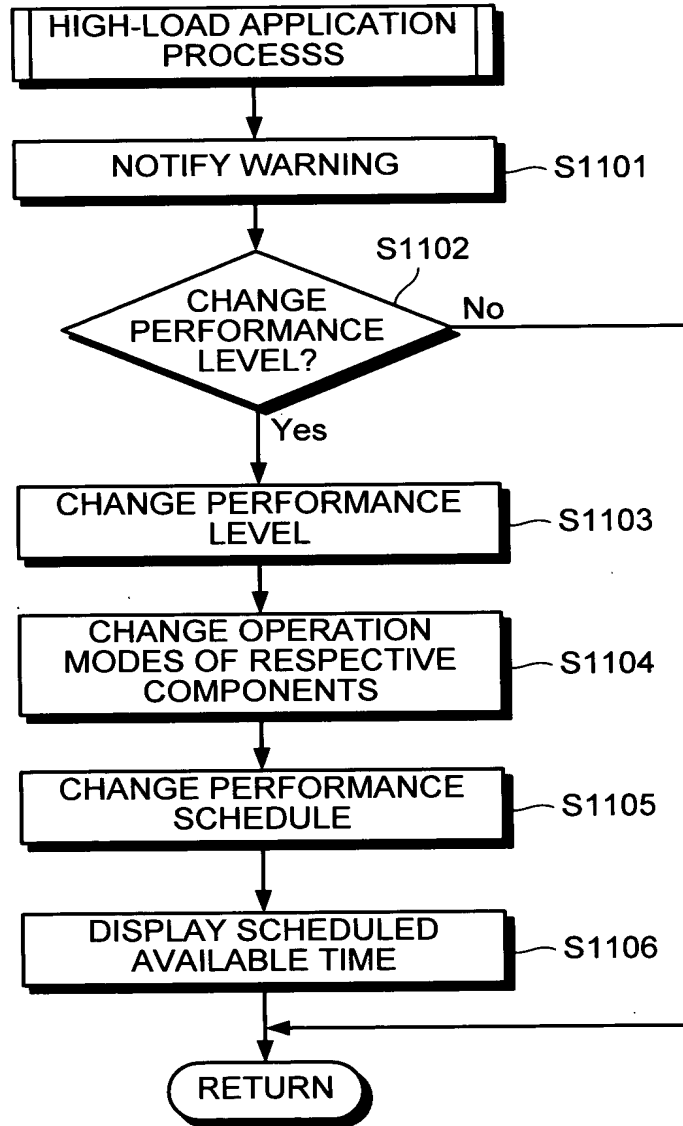 HIGH-LOAD APPLICATION
PROCESSS
NOTIFY WARNING
S1101
S1102
CHANGE
PERFORMANCE
LEVEL?
No
Yes
CHANGE PERFORMANCE
LEVEL
S1103
CHANGE OPERATION
MODES OF RESPECTIVE
COMPONENTS
S1104
CHANGE PERFORMANCE
SCHEDULE
S1105
DISPLAY SCHEDULED
AVAILABLE TIME
S1106
RETURN